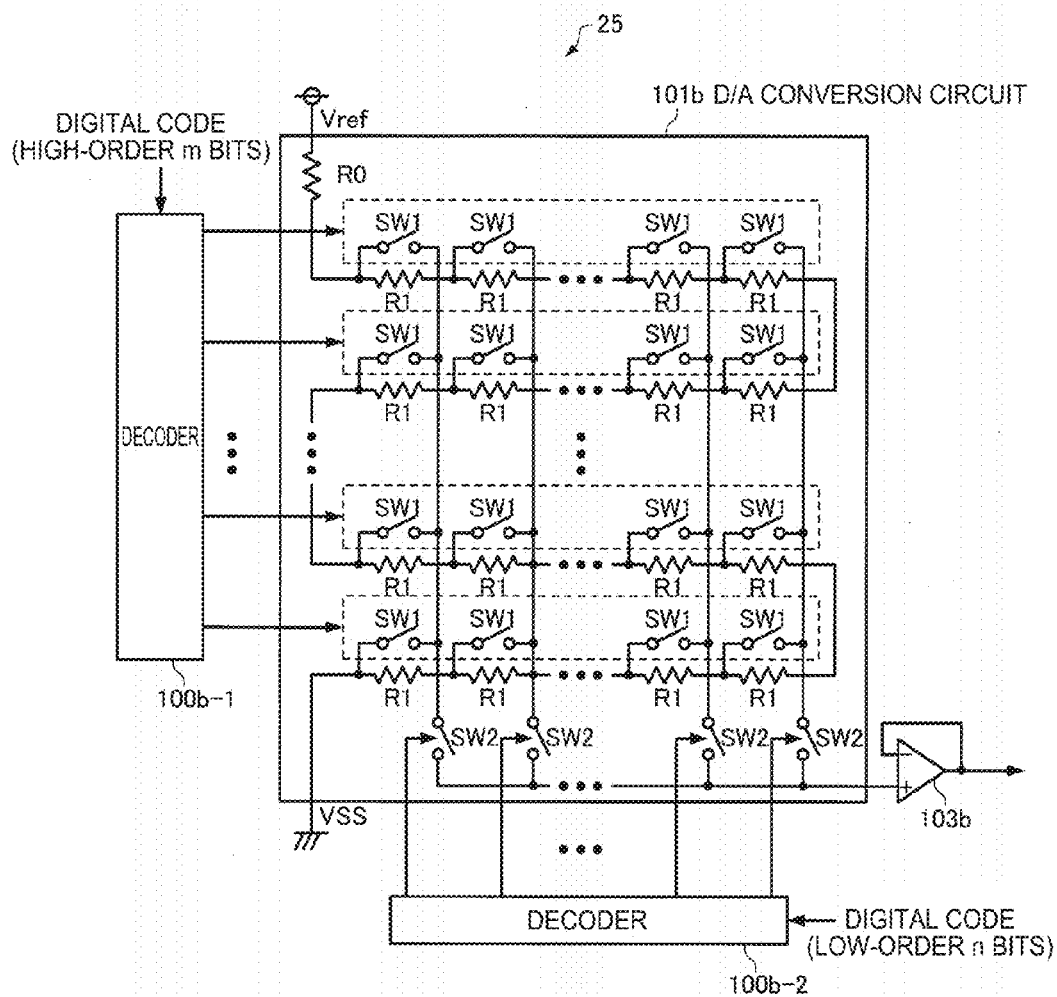 25
101b D/A CONVERSION CIRCUIT
Vref
DIGITAL CODE
(HIGH-ORDER m BITS)
R0
SW1 SW1 SW1 SW1
R1 R1 R1 R1
SW1 SW1 SW1 SW1
R1 R1 R1 R1
DECODER
SW1 SW1 SW1 SW1
R1 R1 R1 R1
SW1 SW1 SW1 SW1
R1 R1 R1 R1
100b-1
SW2 SW2 SW2 SW2
- 
+
103b
VSS
DECODER
DIGITAL CODE
(LOW-ORDER n BITS)
100b-2